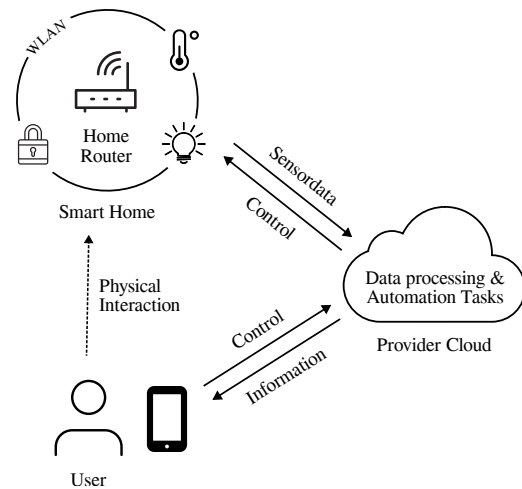 WLAN
Home
Router
Smart Home
Sensordata
Control
Data processing &
Automation Tasks
Provider Cloud
Physical
Interaction
Control
Information
User